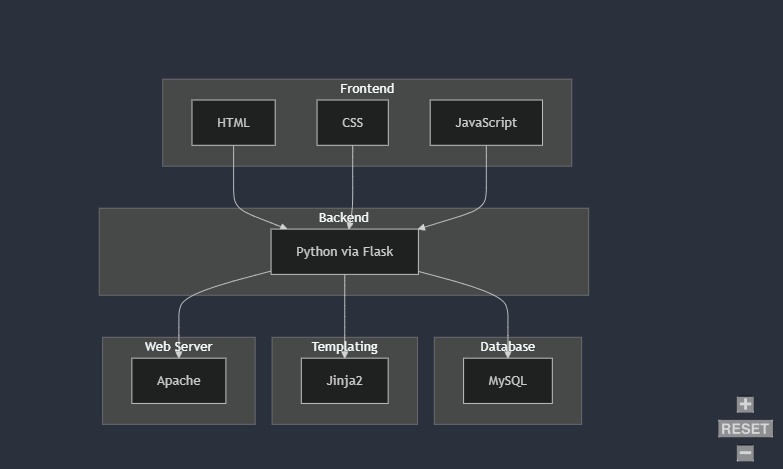 Frontend
HTML
CSS
JavaScript
Backend
Python via Flask
Web Server
Templating
Database
Apache
Jinja2
MySQL
+
RESET
−